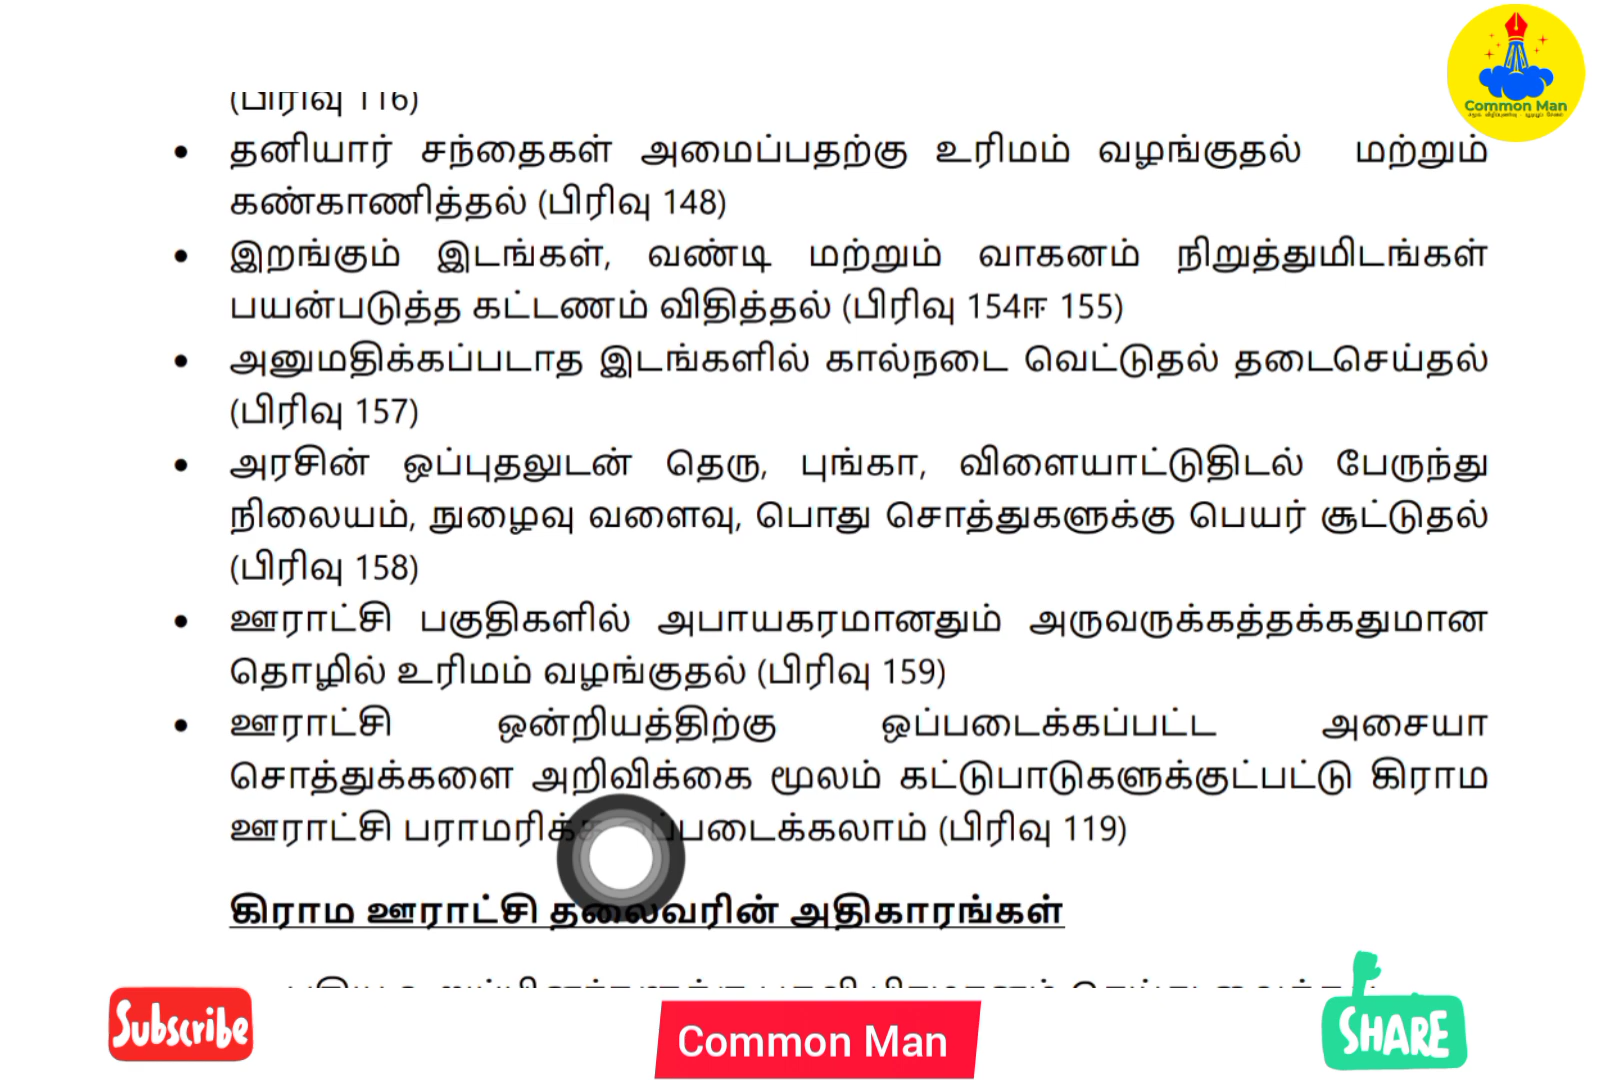 (பிரிவு 116)
Common Man
தனியார் சந்தைகள் அமைப்பதற்கு உரிமம் வழங்குதல் மற்றும்
கண்காணித்தல் (பிரிவு 148)
இறங்கும் இடங்கள், வண்டி மற்றும் வாகனம் நிறுத்துமிடங்கள்
பயன்படுத்த கட்டணம் விதித்தல் (பிரிவு 154ஈ 155)
அனுமதிக்கப்படாத இடங்களில் கால்நடை வெட்டுதல் தடைசெய்தல்
(பிரிவு 157)
அரசின் ஒப்புதலுடன் தெரு, புங்கா, விளையாட்டுதிடல் பேருந்து
நிலையம், நுழைவு வளைவு, பொது சொத்துகளுக்கு பெயர் சூட்டுதல்
(பிரிவு 158)
ஊராட்சி பகுதிகளில் அபாயகரமானதும் அருவருக்கத்தக்கதுமான
தொழில் உரிமம் வழங்குதல் (பிரிவு 159)
ஊராட்சி ஒன்றியத்திற்கு ஒப்படைக்கப்பட்ட அசையா
சொத்துக்களை அறிவிக்கை மூலம் கட்டுபாடுகளுக்குட்பட்டு கிராம
ஊராட்சி (பிரிவு 119)
கிராம ஊராட்சி தலைவரின் அதிகாரங்கள்
Subscribe
Common Man
SHARE